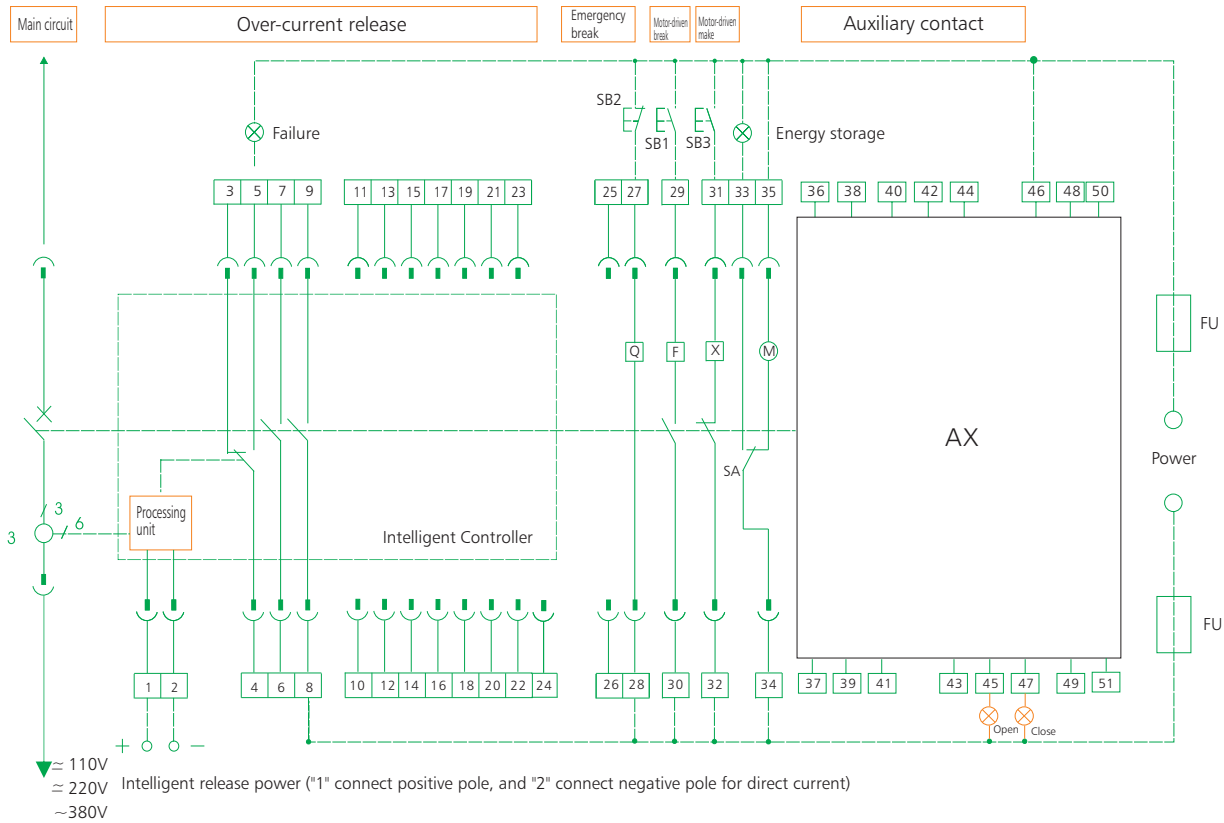 Main circuit
Over-current release
Emergency
break
Motor-driven
break
Motor-driven
make
Auxiliary contact
SB2
SB1
SB3
Failure
Energy storage
3 5 7 9
11 13 15 17 19 21 23
25 27
29
31 33 35
36 38 40 42 44 46 48 50
FU
Q
F
X
M
AX
Power
SA
Processing
unit
3
6
3
Intelligent Controller
FU
1 2
4 6 8
10 12 14 16 18 20 22 24
26 28
30
32
34
37 39 41 43 45 47 49 51
Open
Close
+ −
≃ 110V
≃ 220V
~380V
Intelligent release power ("1" connect positive pole, and "2" connect negative pole for direct current)